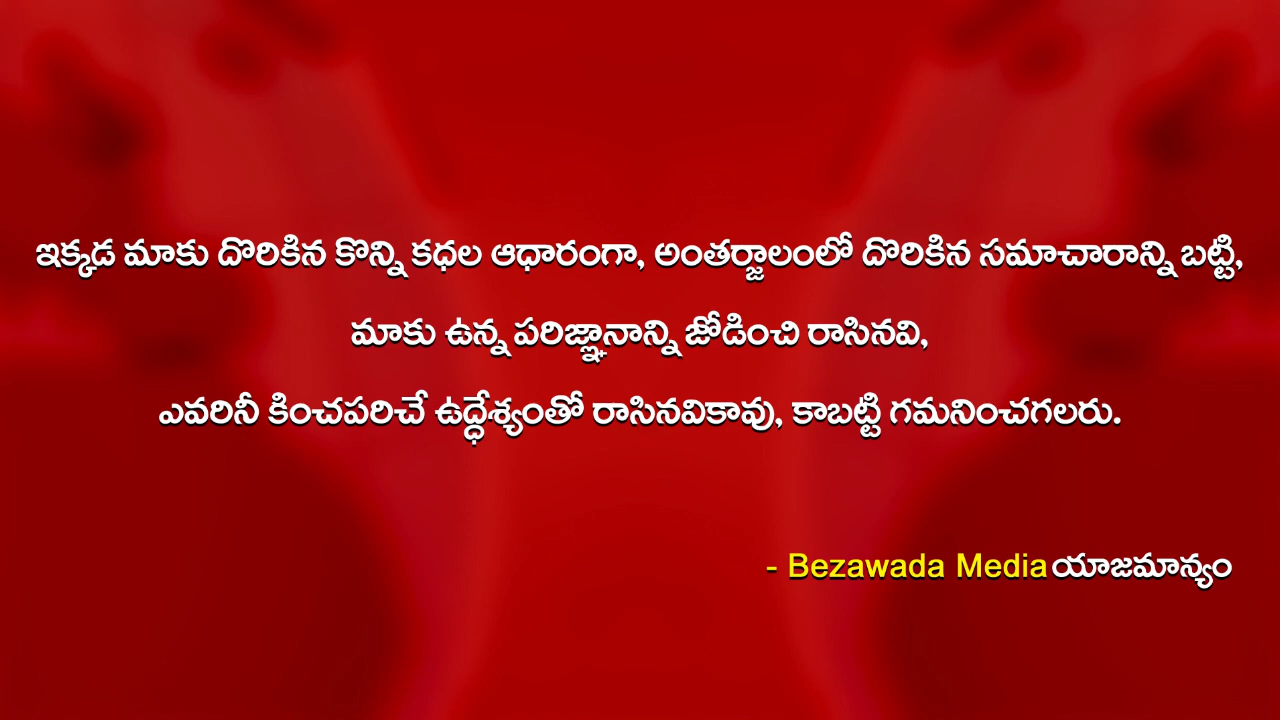 ఇక్కడ మాకు దొరికిన కొన్ని కధల ఆధారంగా, అంతర్జాలంలో దొరికిన సమాచారాన్ని బట్టి,
మాకు ఉన్న పరిజ్ఞానాన్ని జోడించి రాసినవి,
ఎవరినీ కించపరిచే ఉద్ధేశ్యంతో రాసినవికావు, కాబట్టి గమనించగలరు.
- Bezawada Media యాజమాన్యం